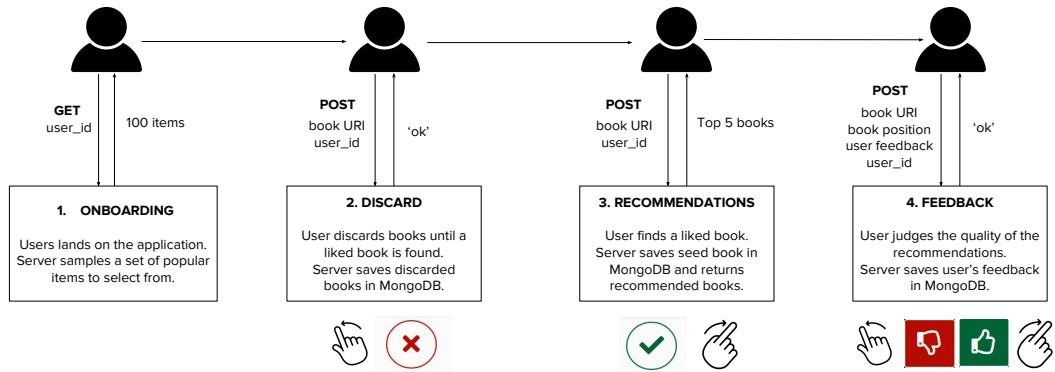 GET
user_id
100 items
POST
book URI
user_id
‘ok’
POST
book URI
user_id
Top 5 books
POST
book URI
book position
user feedback
user_id
‘ok’
1. ONBOARDING
Users lands on the application.
Server samples a set of popular
items to select from.
2. DISCARD
User discards books until a
liked book is found.
Server saves discarded
books in MongoDB.
3. RECOMMENDATIONS
User finds a liked book.
Server saves seed book in
MongoDB and returns
recommended books.
4. FEEDBACK
User judges the quality of the
recommendations.
Server saves user’s feedback
in MongoDB.